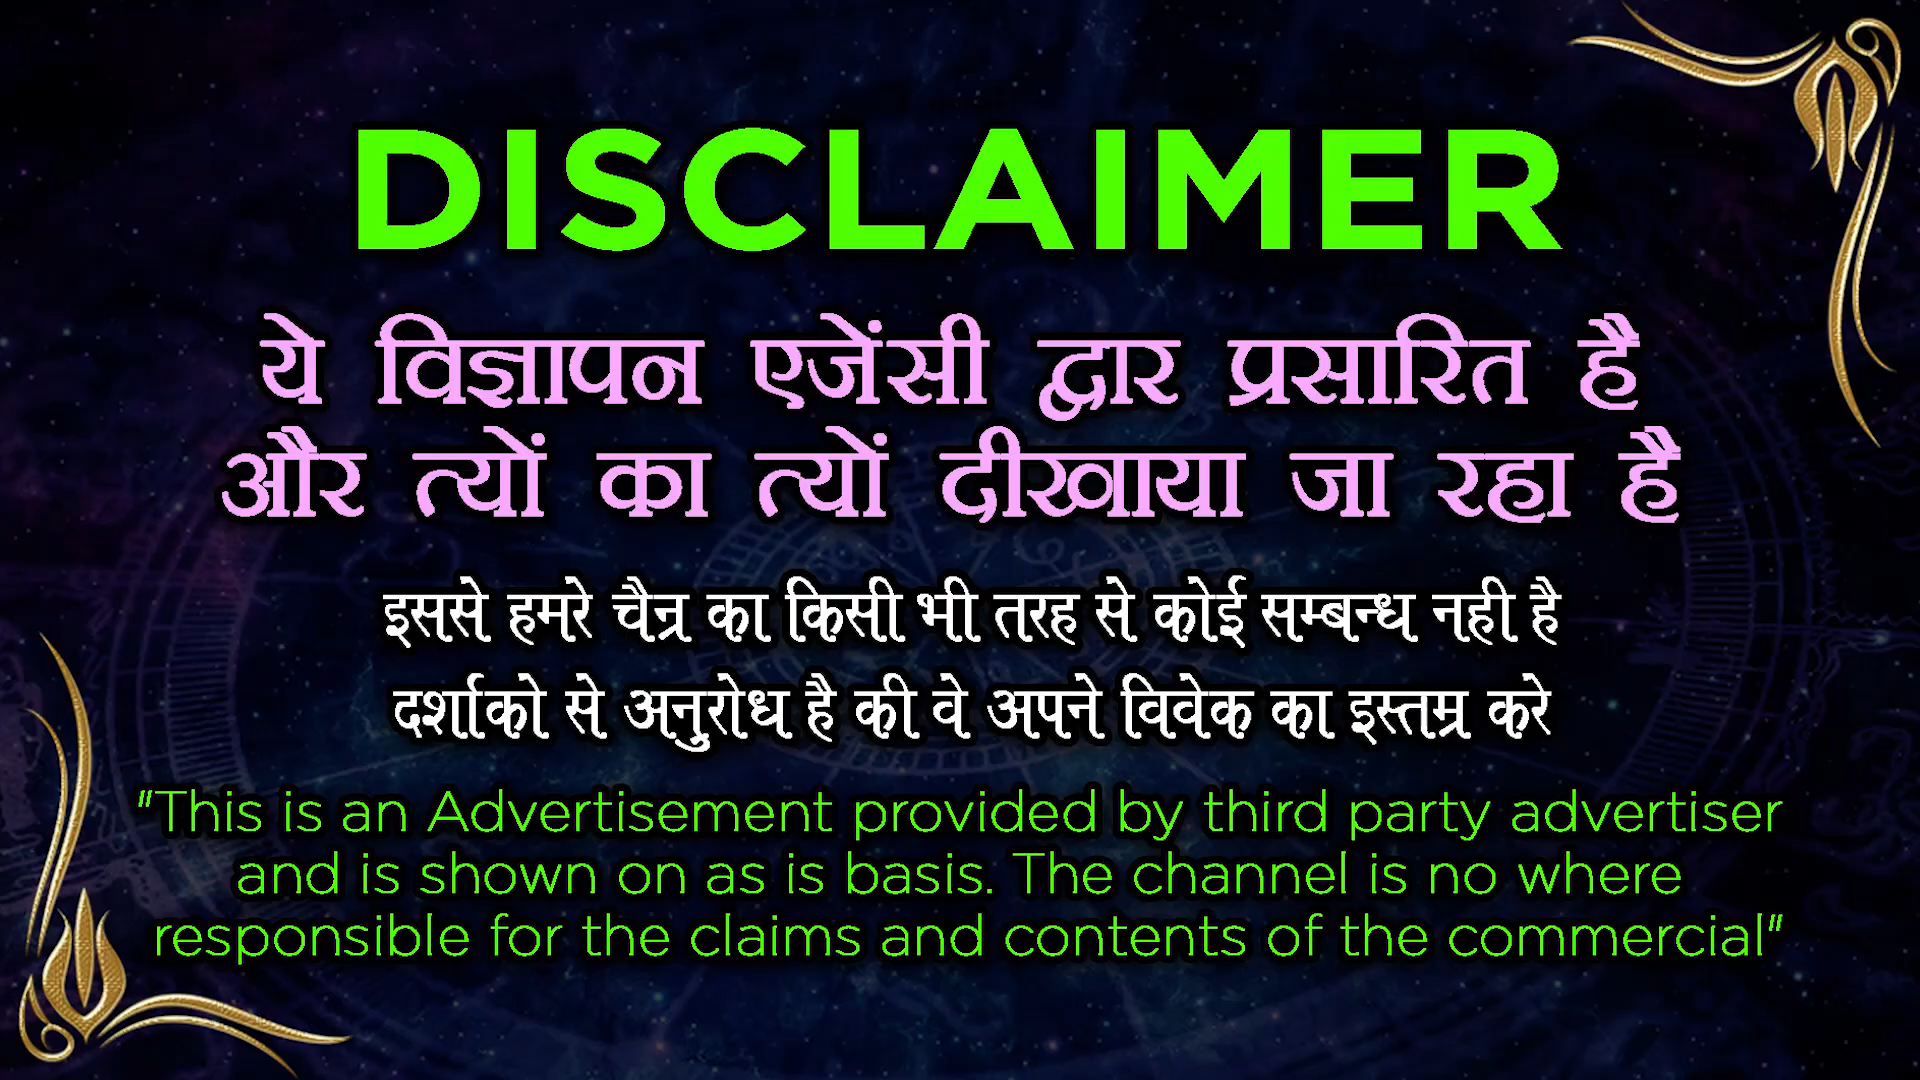 DISCLAIMER
ये विज्ञापन एजेंसी द्वार प्रसारित है
और त्यों का त्यों दीखाया जा रहा है
इससे हमरे चैन्र का किसी भी तरह से कोई सम्बन्ध नही है
दर्शाको से अनुरोध है की वे अपने विवेक का इस्तम्र करे
"This is an Advertisement provided by third party advertiser
and is shown on as is basis. The channel is no where
responsible for the claims and contents of the commercial"